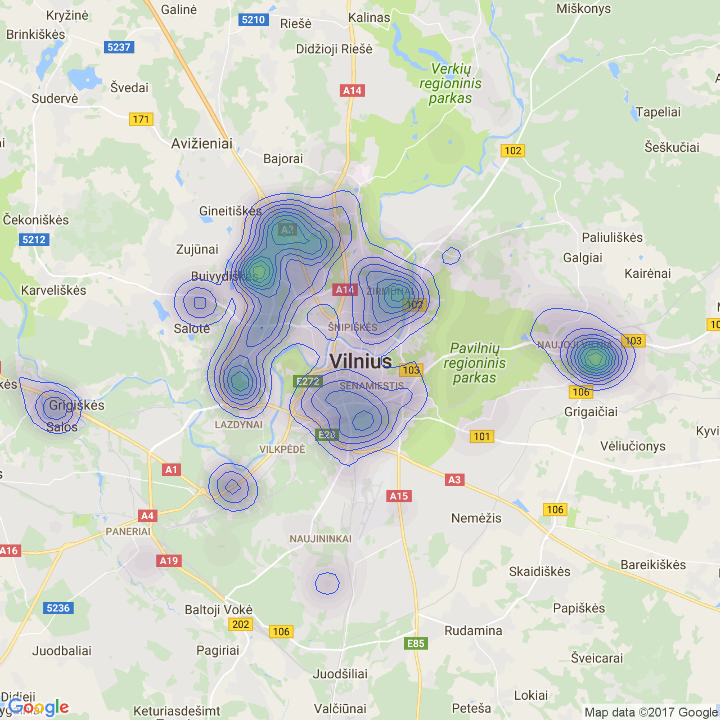 Kryžinė
Galinė
Miškonys
5210
Riešė
Kalinas
Brinkiškės
5237
Didžioji Riešė
Švedai
Verkių
regioninis
parkas
Sudervė
A14
Tapeliai
171
Avižieniai
Šeškučiai
102
Bajorai
Čekoniškės
Gineitiškės
A2
5212
Paliuliškės
Zujūnai
Galgiai
Buivydiškės
Kairėnai
Karveliškės
A14
ŽIRMŪNAI
102
Salotė
ŠNIPIŠKĖS
NAUJOJI VILNIA
103
Vilnius
Pavilnių
regioninis
parkas
103
E272
SENAMIESTIS
106
Grigiškės
Salos
Grigaičiai
LAZDYNAI
E28
101
Kyvi
VILKPĖDĖ
Vėliučionys
A1
A3
A15
A4
106
PANERIAI
Nemėžis
NAUJININKAI
A16
A19
Bareikiškės
Skaidiškės
5236
Baltoji Vokė
Papiškės
202
106
Rudamina
Juodbaliai
Pagiriai
E85
Šveicarai
Juodšiliai
Didieji
Lokiai
Google
Keturiasdešimt
Valčiūnai
Peteša
Map data ©2017 Google